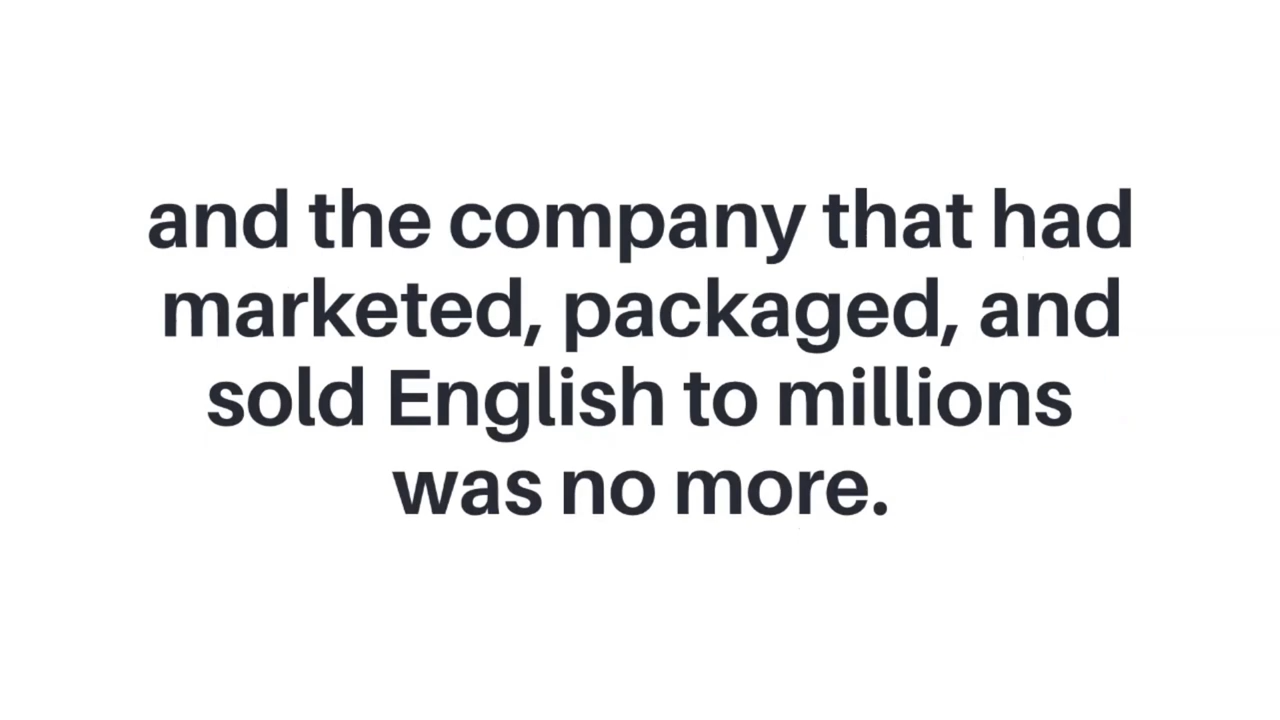 and the company that had
marketed, packaged, and
sold English to millions
was no more.